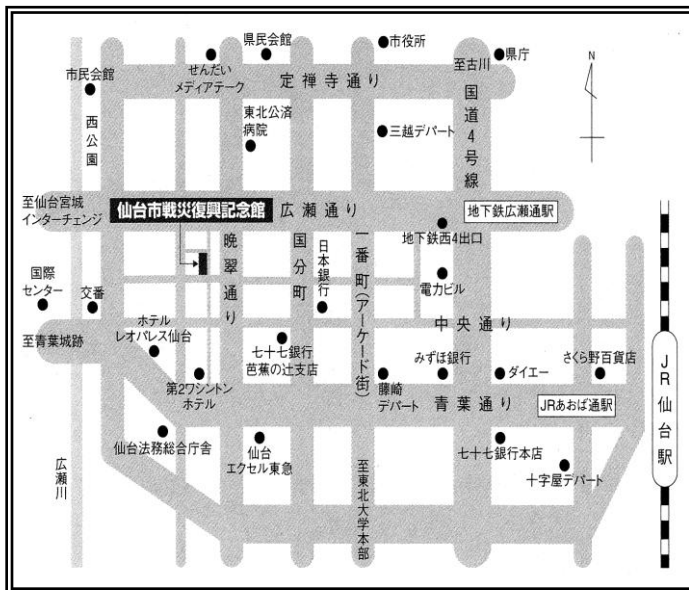 県民会館
市役所
県庁
至古川
せんだい
メディアテーク
市民会館
定禅寺通り
N
西公園
東北公済
病院
三越デパート
国道4号線
至仙台宮城
インターチェンジ
仙台市戦災復興記念館
広瀬通り
地下鉄広瀬通駅
地下鉄西4出口
晩翠通り
国分町
日本銀行
一番町(アーケード街)
電力ビル
国際
センター
交番
至青葉城跡
ホテル
レオパレス仙台
七十七銀行
芭蕉の辻支店
中央通り
みずほ銀行
ダイエー
さくら野百貨店
JR仙台駅
第2ワシントン
ホテル
藤崎
デパート
青葉通り
JRあおば通駅
仙台法務総合庁舎
仙台
エクセル東急
七十七銀行本店
十字屋デパート
広瀬川
至東北大学本部